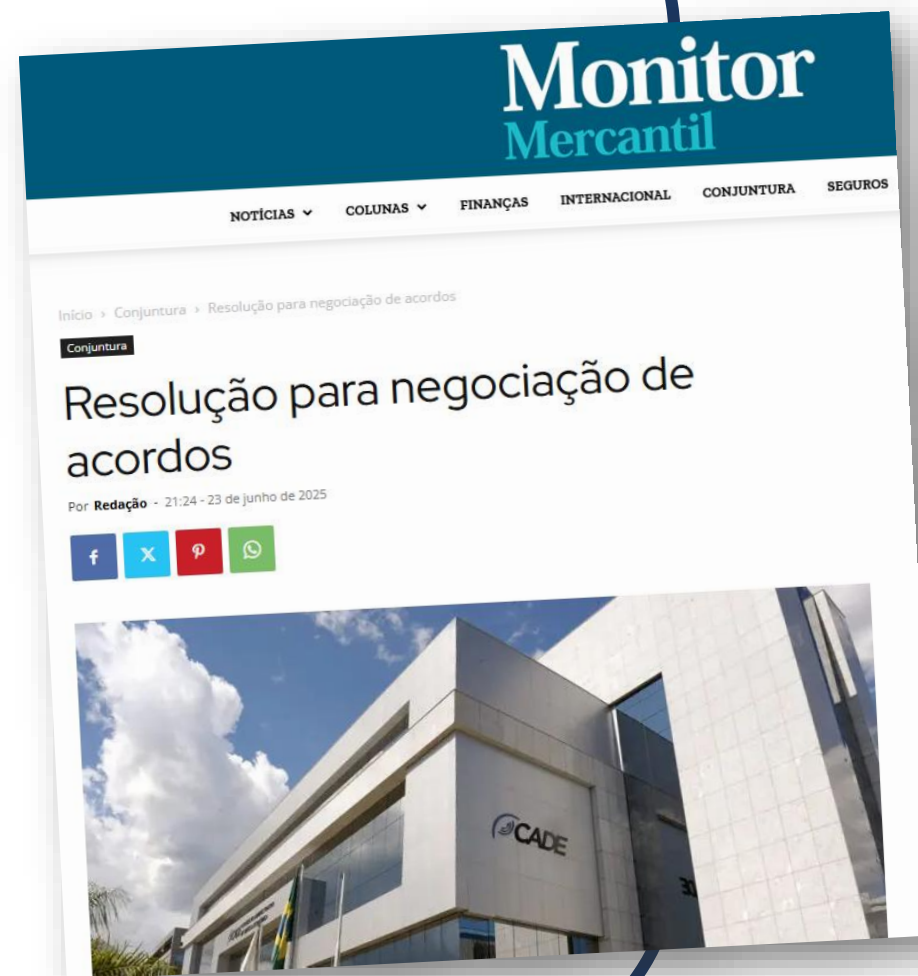 Monitor
Mercantil
NOTÍCIAS COLUNAS FINANÇAS INTERNACIONAL CONJUNTURA SEGUROS
Início › Conjuntura › Resolução para negociação de acordos
Conjuntura
Resolução para negociação de
acordos
Por Redação - 21:24 - 23 de junho de 2025
CADE